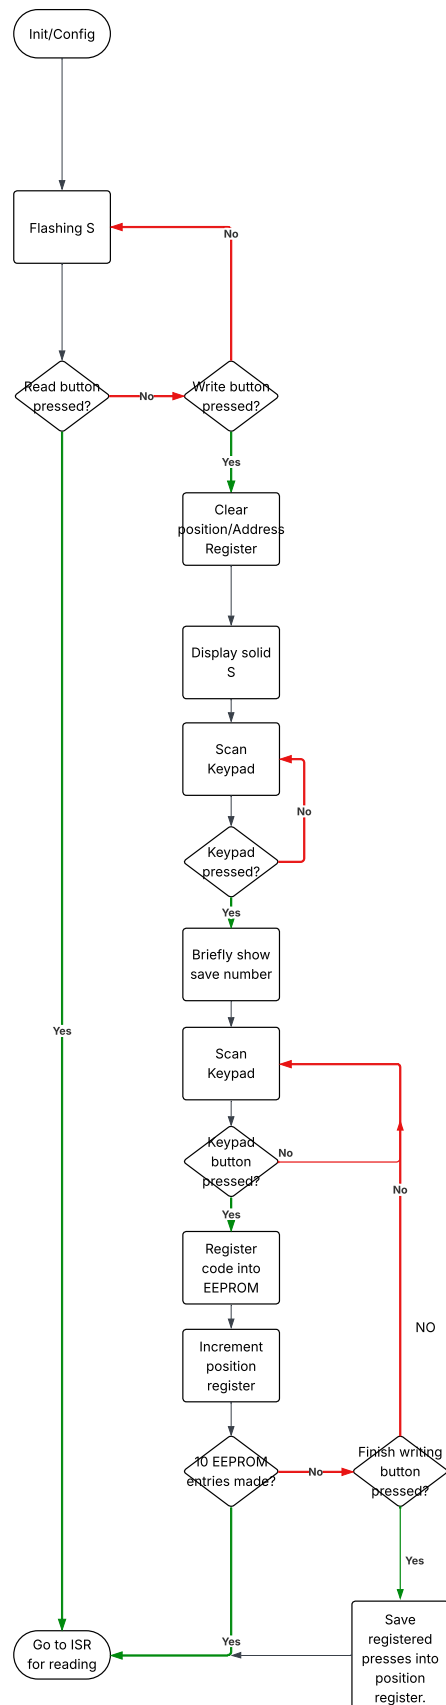 Init/Config
Flashing S
No
Read button
pressed?
No
Write button
pressed?
Yes
Clear
position/Address
Register
Display solid
S
Scan
Keypad
No
Keypad
pressed?
Yes
Briefly show
save number
Yes
Scan
Keypad
Keypad
button
pressed?
No
No
Yes
Register
code into
EEPROM
NO
Increment
position
register
10 EEPROM
entries made?
No
Finish writing
button
pressed?
Yes
Save
registered
presses into
position
register.
Yes
Go to ISR
for reading